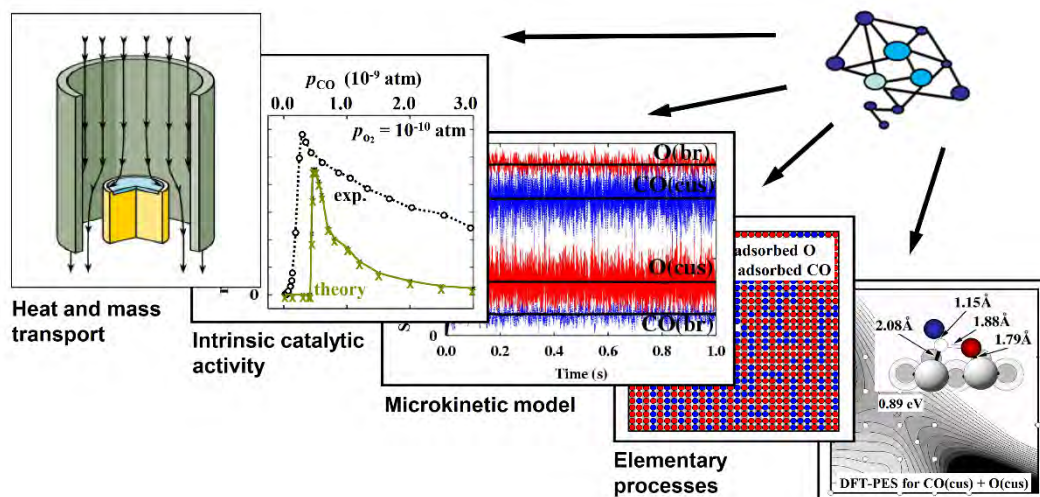 Heat and mass
transport
p_CO (10⁻⁹ atm)
0.0 1.0 2.0 3.0
p_O₂ = 10⁻¹⁰ atm
exp.
theory
0
Intrinsic catalytic
activity
O(br)
CO(cus)
O(cus)
CO(br)
0
0.0 0.2 0.4 0.6 0.8 1.0
Time (s)
Microkinetic model
adsorbed O
adsorbed CO
Elementary
processes
1.15Å
2.08Å
1.88Å
1.79Å
0.89 eV
DFT-PES for CO(cus) + O(cus)